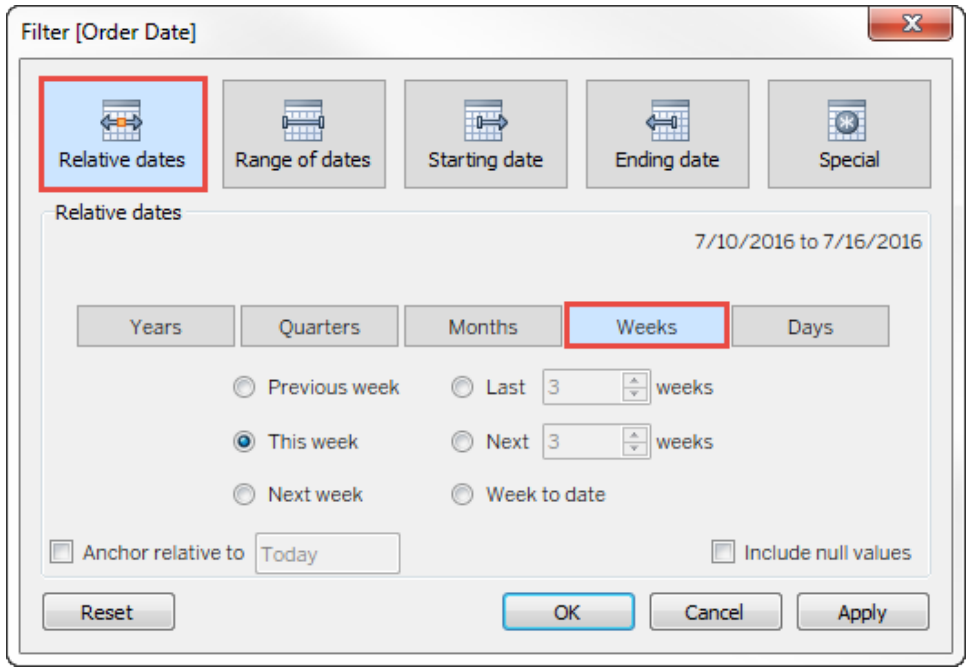 Filter [Order Date]
Relative dates Range of dates Starting date Ending date Special
Relative dates
7/10/2016 to 7/16/2016
Years Quarters Months Weeks Days
Previous week Last 3 weeks
This week Next 3 weeks
Next week Week to date
Anchor relative to Today Include null values
Reset OK Cancel Apply